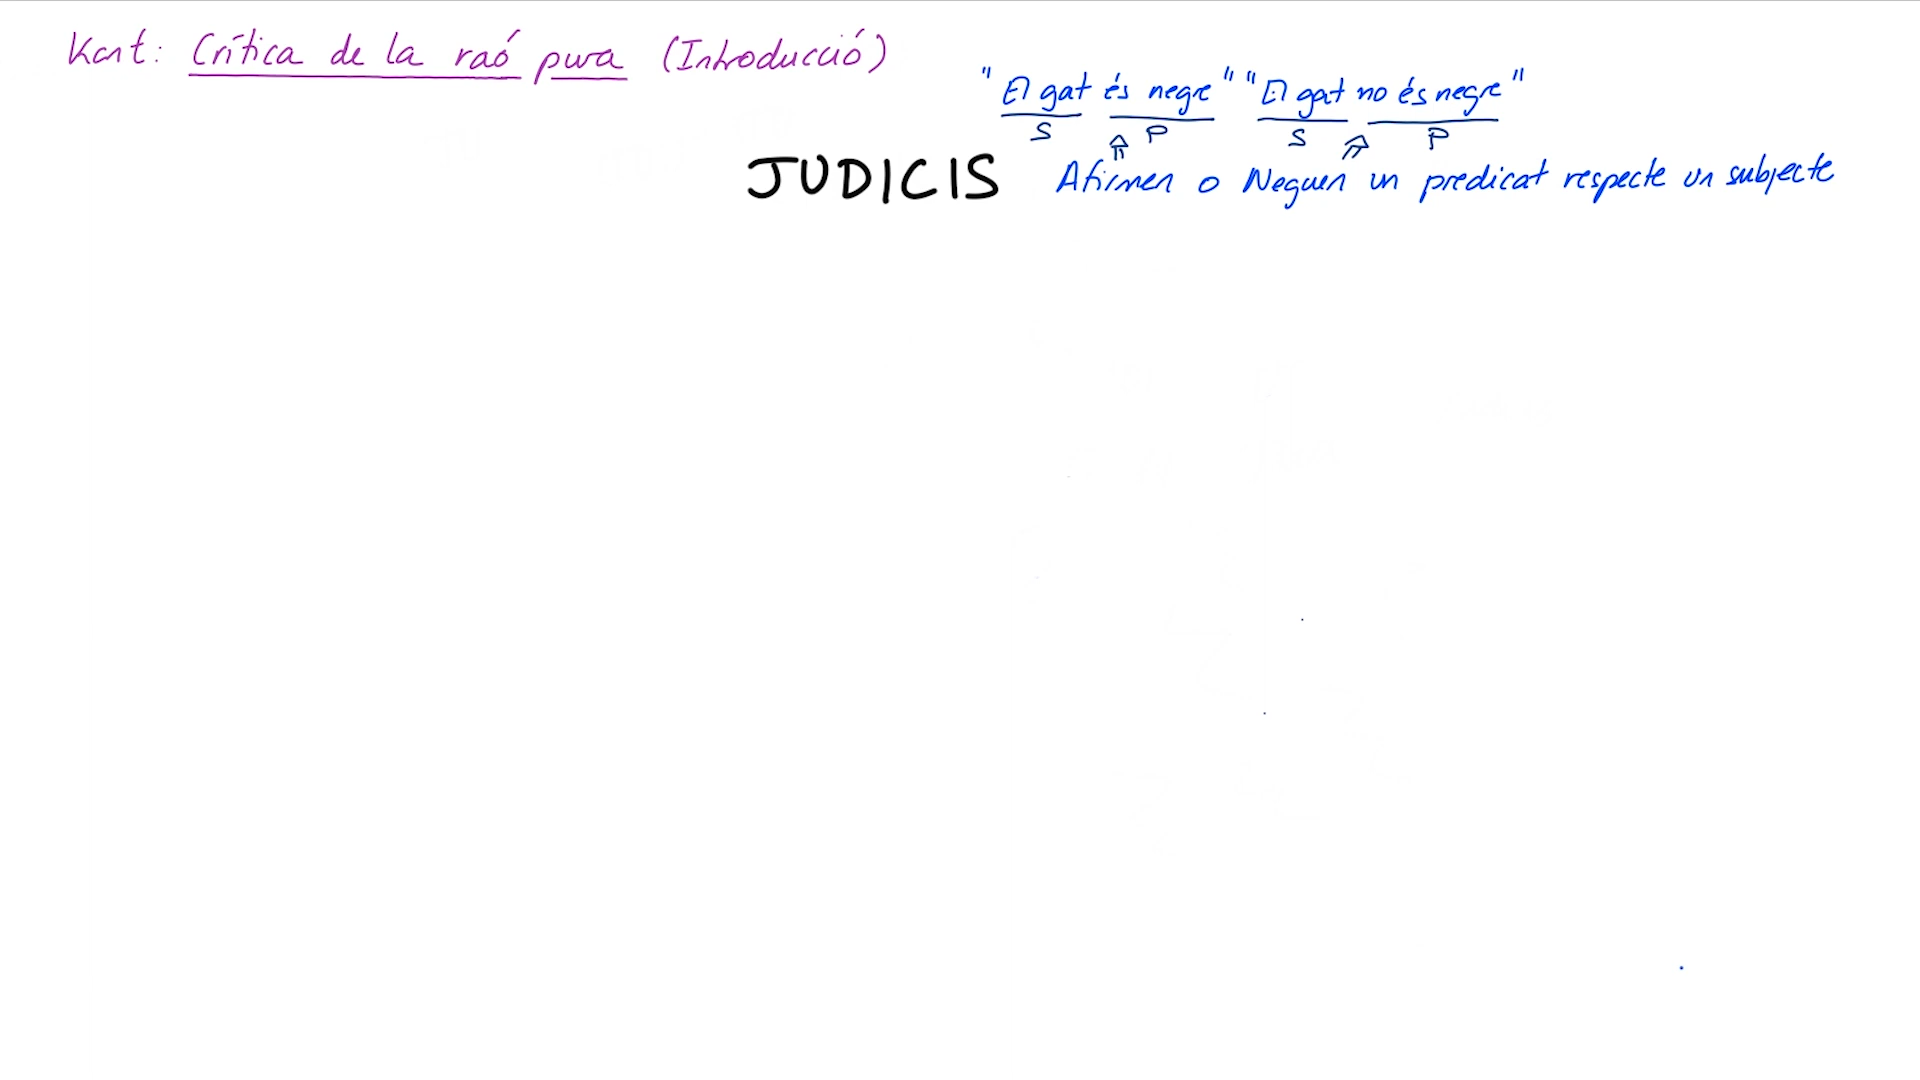 Kant: Crítica de la raó pura (Introducció)
"El gat és negre" "El gat no és negre"
S P S P
JUDICIS Afirmen o Neguen un predicat respecte un subjecte